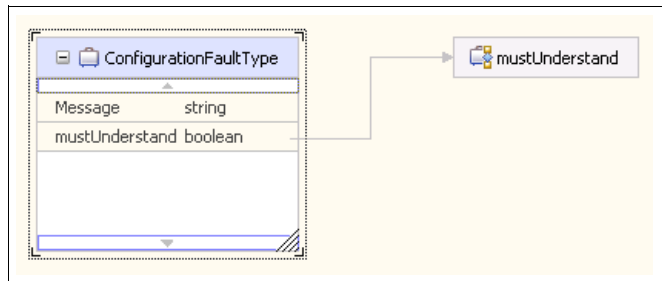 ConfigurationFaultType
Message string
mustUnderstand boolean
mustUnderstand